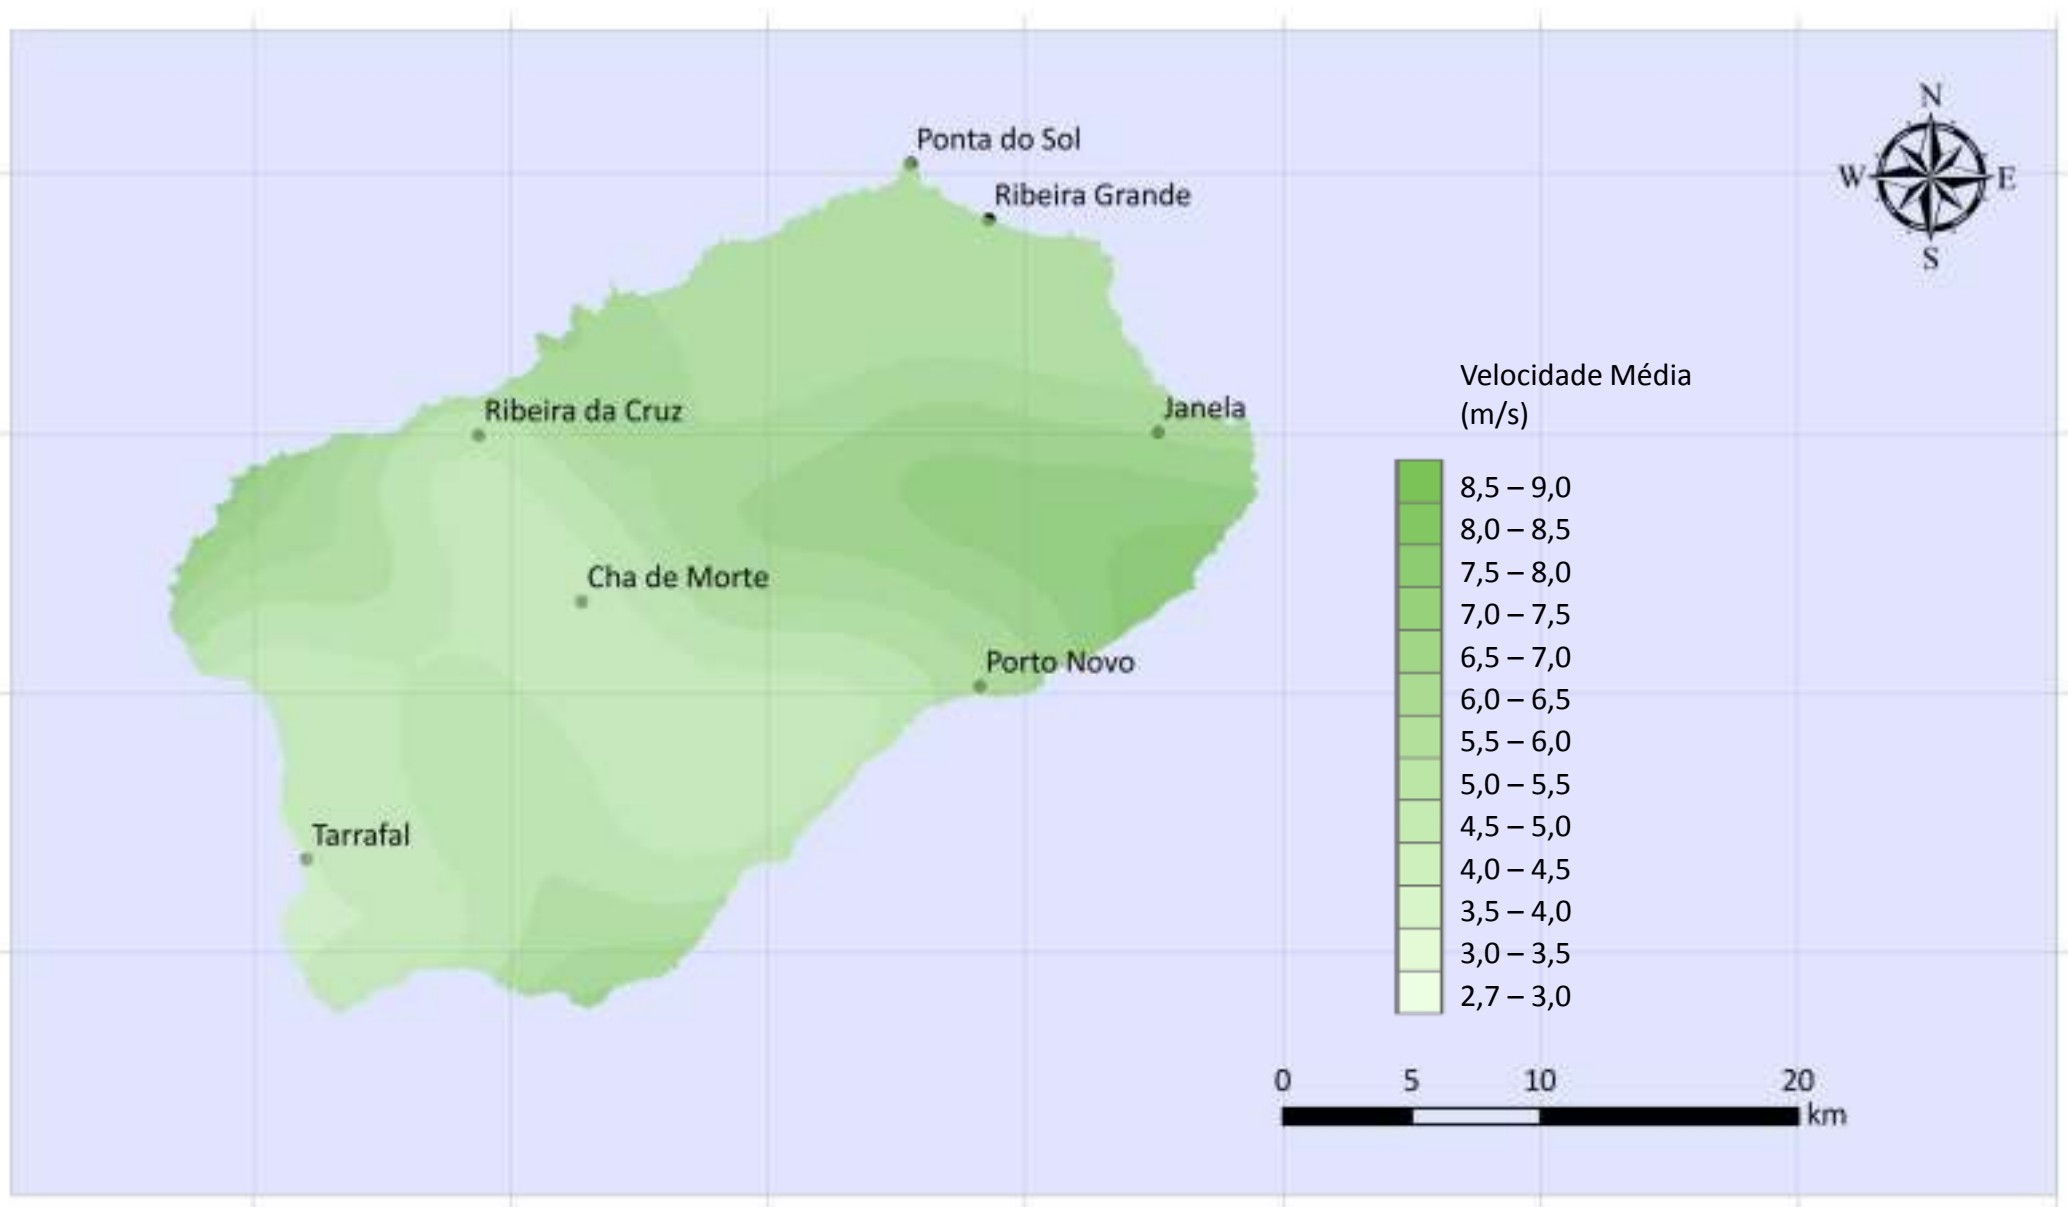 Ponta do Sol
Ribeira Grande
N
W
E
S
Ribeira da Cruz
Janela
Cha de Morte
Porto Novo
Tarrafal
Velocidade Média
(m/s)
8,5 – 9,0
8,0 – 8,5
7,5 – 8,0
7,0 – 7,5
6,5 – 7,0
6,0 – 6,5
5,5 – 6,0
5,0 – 5,5
4,5 – 5,0
4,0 – 4,5
3,5 – 4,0
3,0 – 3,5
2,7 – 3,0
0 5 10 20
km